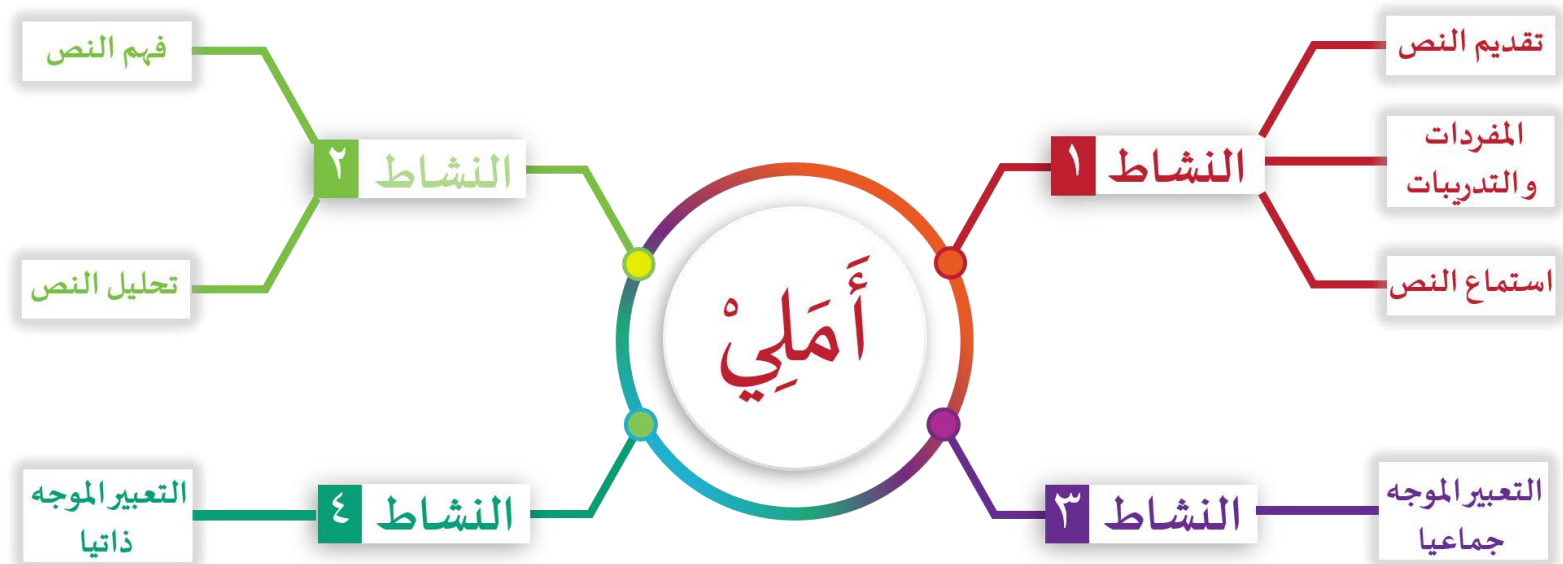 أَمَلِيْ
النشاط ١
تقديم النص
المفردات
والتدريبات
استماع النص
النشاط ٢
فهم النص
تحليل النص
النشاط ٣
التعبير الموجه
جماعيا
النشاط ٤
التعبير الموجه
ذاتيا